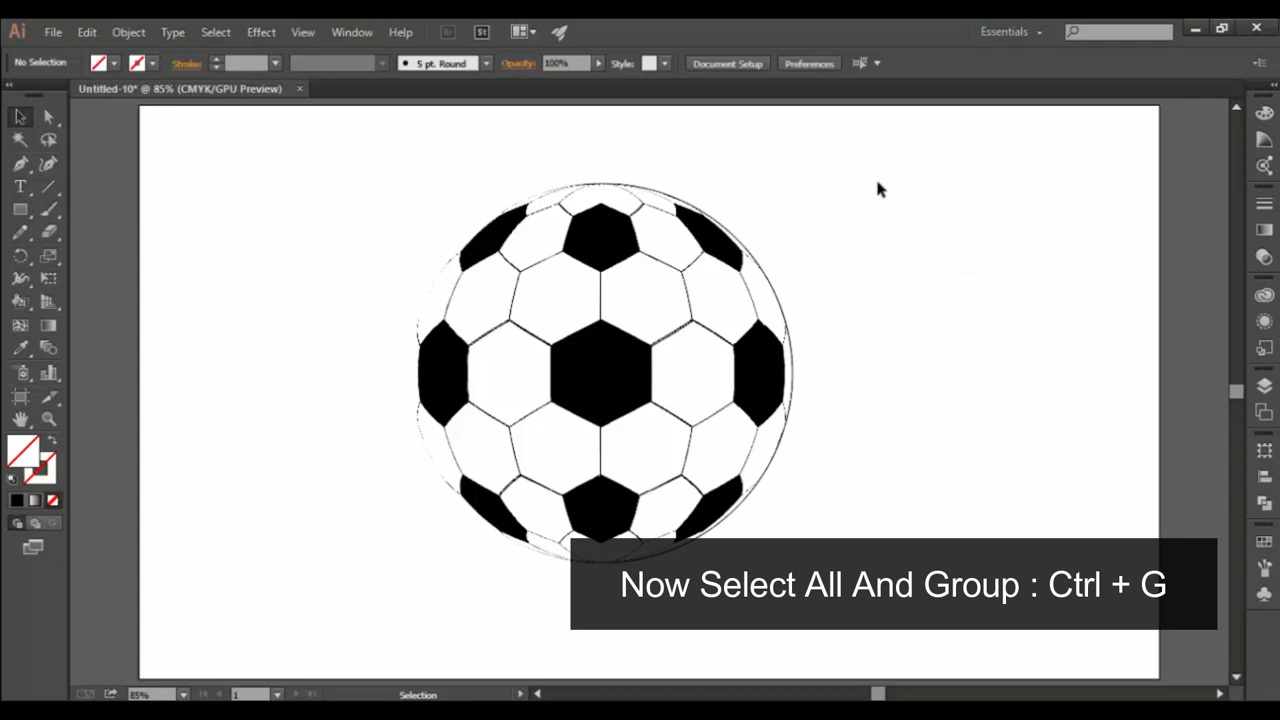 Ai File Edit Object Type Select Effect View Window Help Br St Essentials
No Selection Stroke: 5 pt. Round Opacity: 100% Style: Document Setup Preferences
Untitled-10* @ 85% (CMYK/GPU Preview) ×
T
Now Select All And Group : Ctrl + G
85% 1 Selection